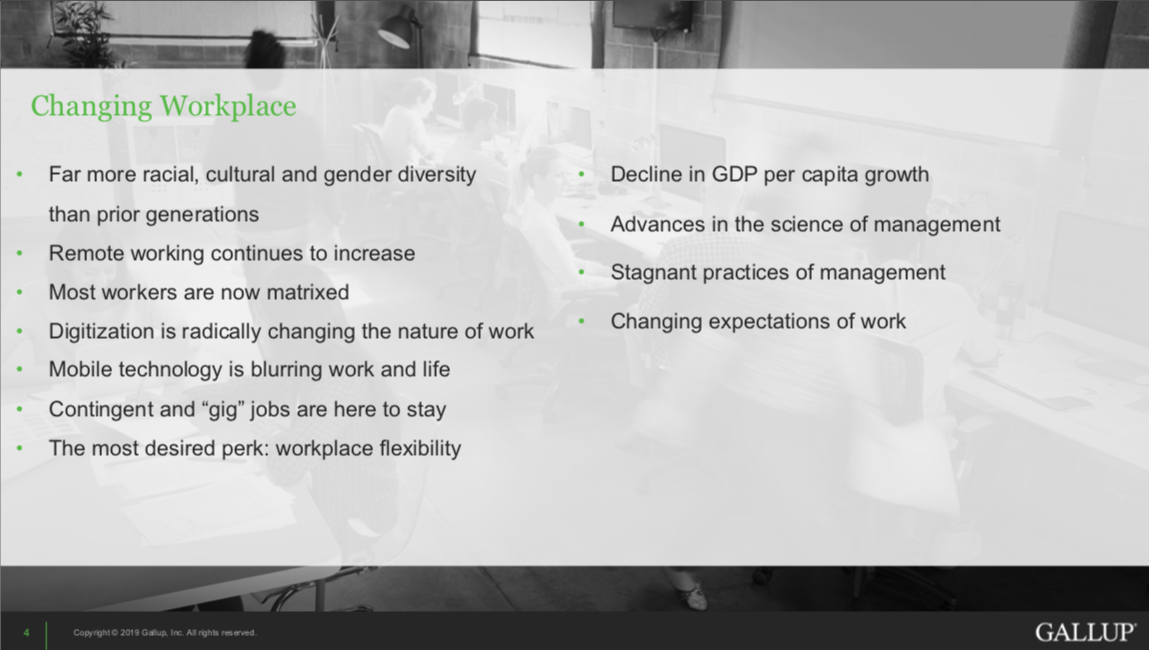 Changing Workplace
• Far more racial, cultural and gender diversity
than prior generations
• Remote working continues to increase
• Most workers are now matrixed
• Digitization is radically changing the nature of work
• Mobile technology is blurring work and life
• Contingent and “gig” jobs are here to stay
• The most desired perk: workplace flexibility
• Decline in GDP per capita growth
• Advances in the science of management
• Stagnant practices of management
• Changing expectations of work
4
Copyright © 2019 Gallup, Inc. All rights reserved.
GALLUP®